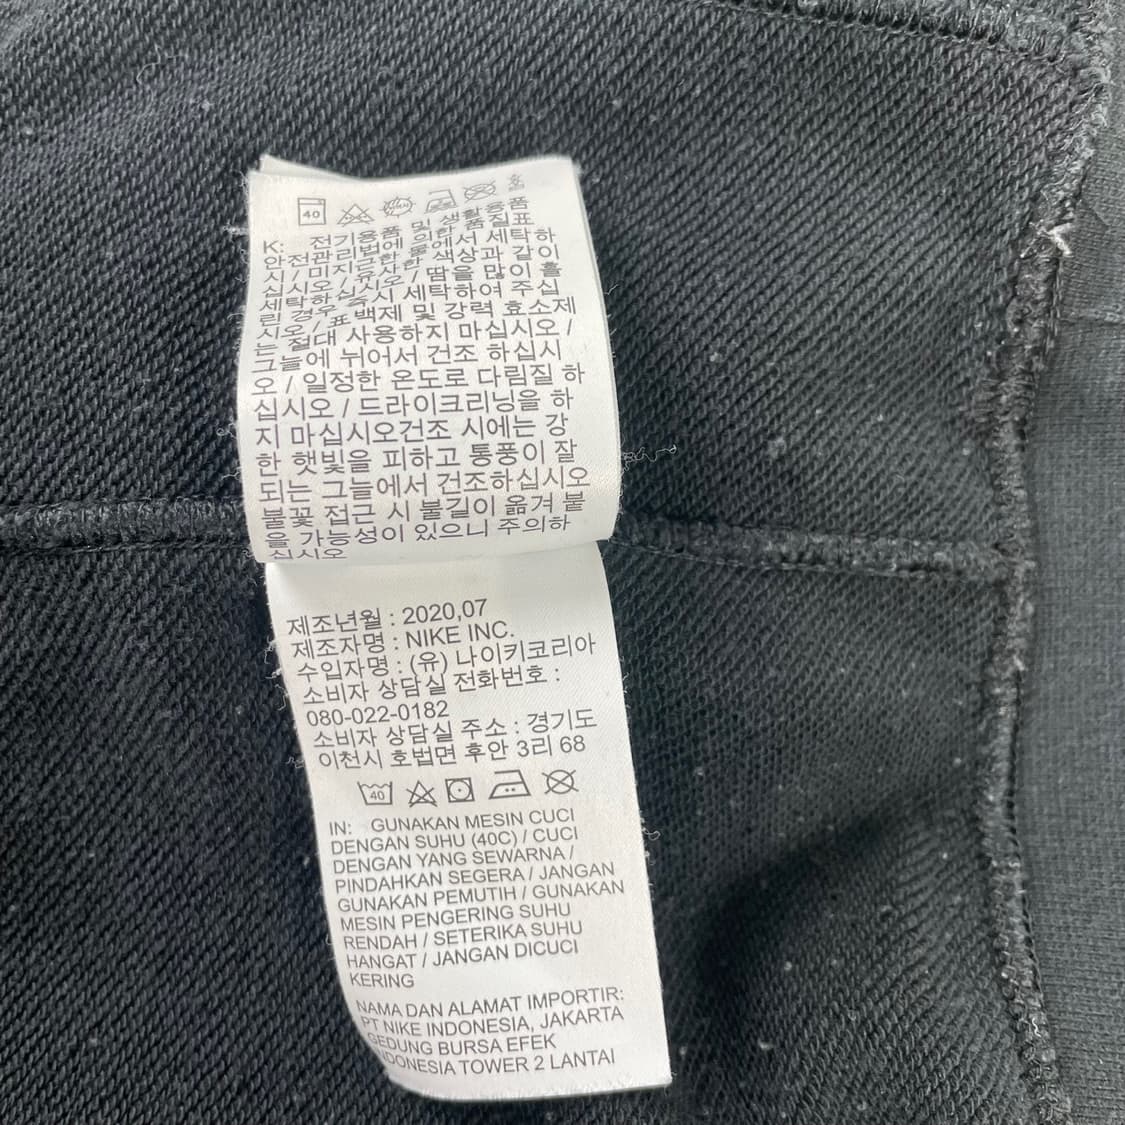 40
K: 전기용품 및 생활용품
안전관리법에 의한 품질표
시/미지근한 물에서 세탁하
십시오/유사한 색상과 같이
세탁하십시오/땀을 많이 흘
린 경우 즉시 세탁하여 주십
시오/표백제 및 강력 효소제
는 절대 사용하지 마십시오/
그늘에 뉘어서 건조 하십시
오/일정한 온도로 다림질 하
십시오/드라이크리닝을 하
지 마십시오건조 시에는 강
한 햇빛을 피하고 통풍이 잘
되는 그늘에서 건조하십시오
불꽃 접근 시 불길이 옮겨 붙
을 가능성이 있으니 주의하
십시오
제조년월 : 2020,07
제조자명 : NIKE INC.
수입자명 : (유) 나이키코리아
소비자 상담실 전화번호 :
080-022-0182
소비자 상담실 주소 : 경기도
이천시 호법면 후안 3리 68
40
IN: GUNAKAN MESIN CUCI
DENGAN SUHU (40C) / CUCI
DENGAN YANG SEWARNA /
PINDAHKAN SEGERA / JANGAN
GUNAKAN PEMUTIH / GUNAKAN
MESIN PENGERING SUHU
RENDAH / SETERIKA SUHU
HANGAT / JANGAN DICUCI
KERING
NAMA DAN ALAMAT IMPORTIR:
PT NIKE INDONESIA, JAKARTA
GEDUNG BURSA EFEK
INDONESIA TOWER 2 LANTAI